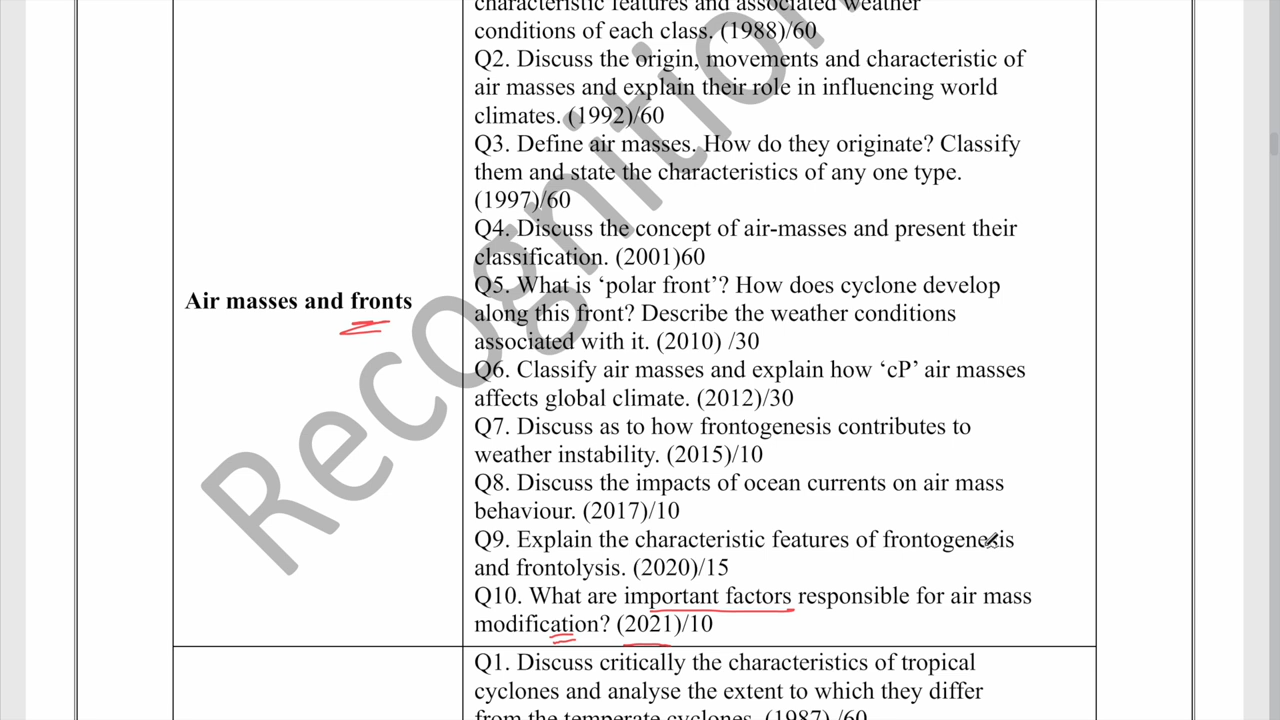 characteristic features and associated weather
conditions of each class. (1988)/60
Q2. Discuss the origin, movements and characteristic of
air masses and explain their role in influencing world
climates. (1992)/60
Q3. Define air masses. How do they originate? Classify
them and state the characteristics of any one type.
(1997)/60
Q4. Discuss the concept of air-masses and present their
classification. (2001)60
Air masses and fronts
Q5. What is ‘polar front’? How does cyclone develop
along this front? Describe the weather conditions
associated with it. (2010) /30
Q6. Classify air masses and explain how ‘cP’ air masses
affects global climate. (2012)/30
Q7. Discuss as to how frontogenesis contributes to
weather instability. (2015)/10
Q8. Discuss the impacts of ocean currents on air mass
behaviour. (2017)/10
Q9. Explain the characteristic features of frontogenesis
and frontolysis. (2020)/15
Q10. What are important factors responsible for air mass
modification? (2021)/10
Q1. Discuss critically the characteristics of tropical
cyclones and analyse the extent to which they differ
from the temperate cyclones. (1987) /60
Recognition